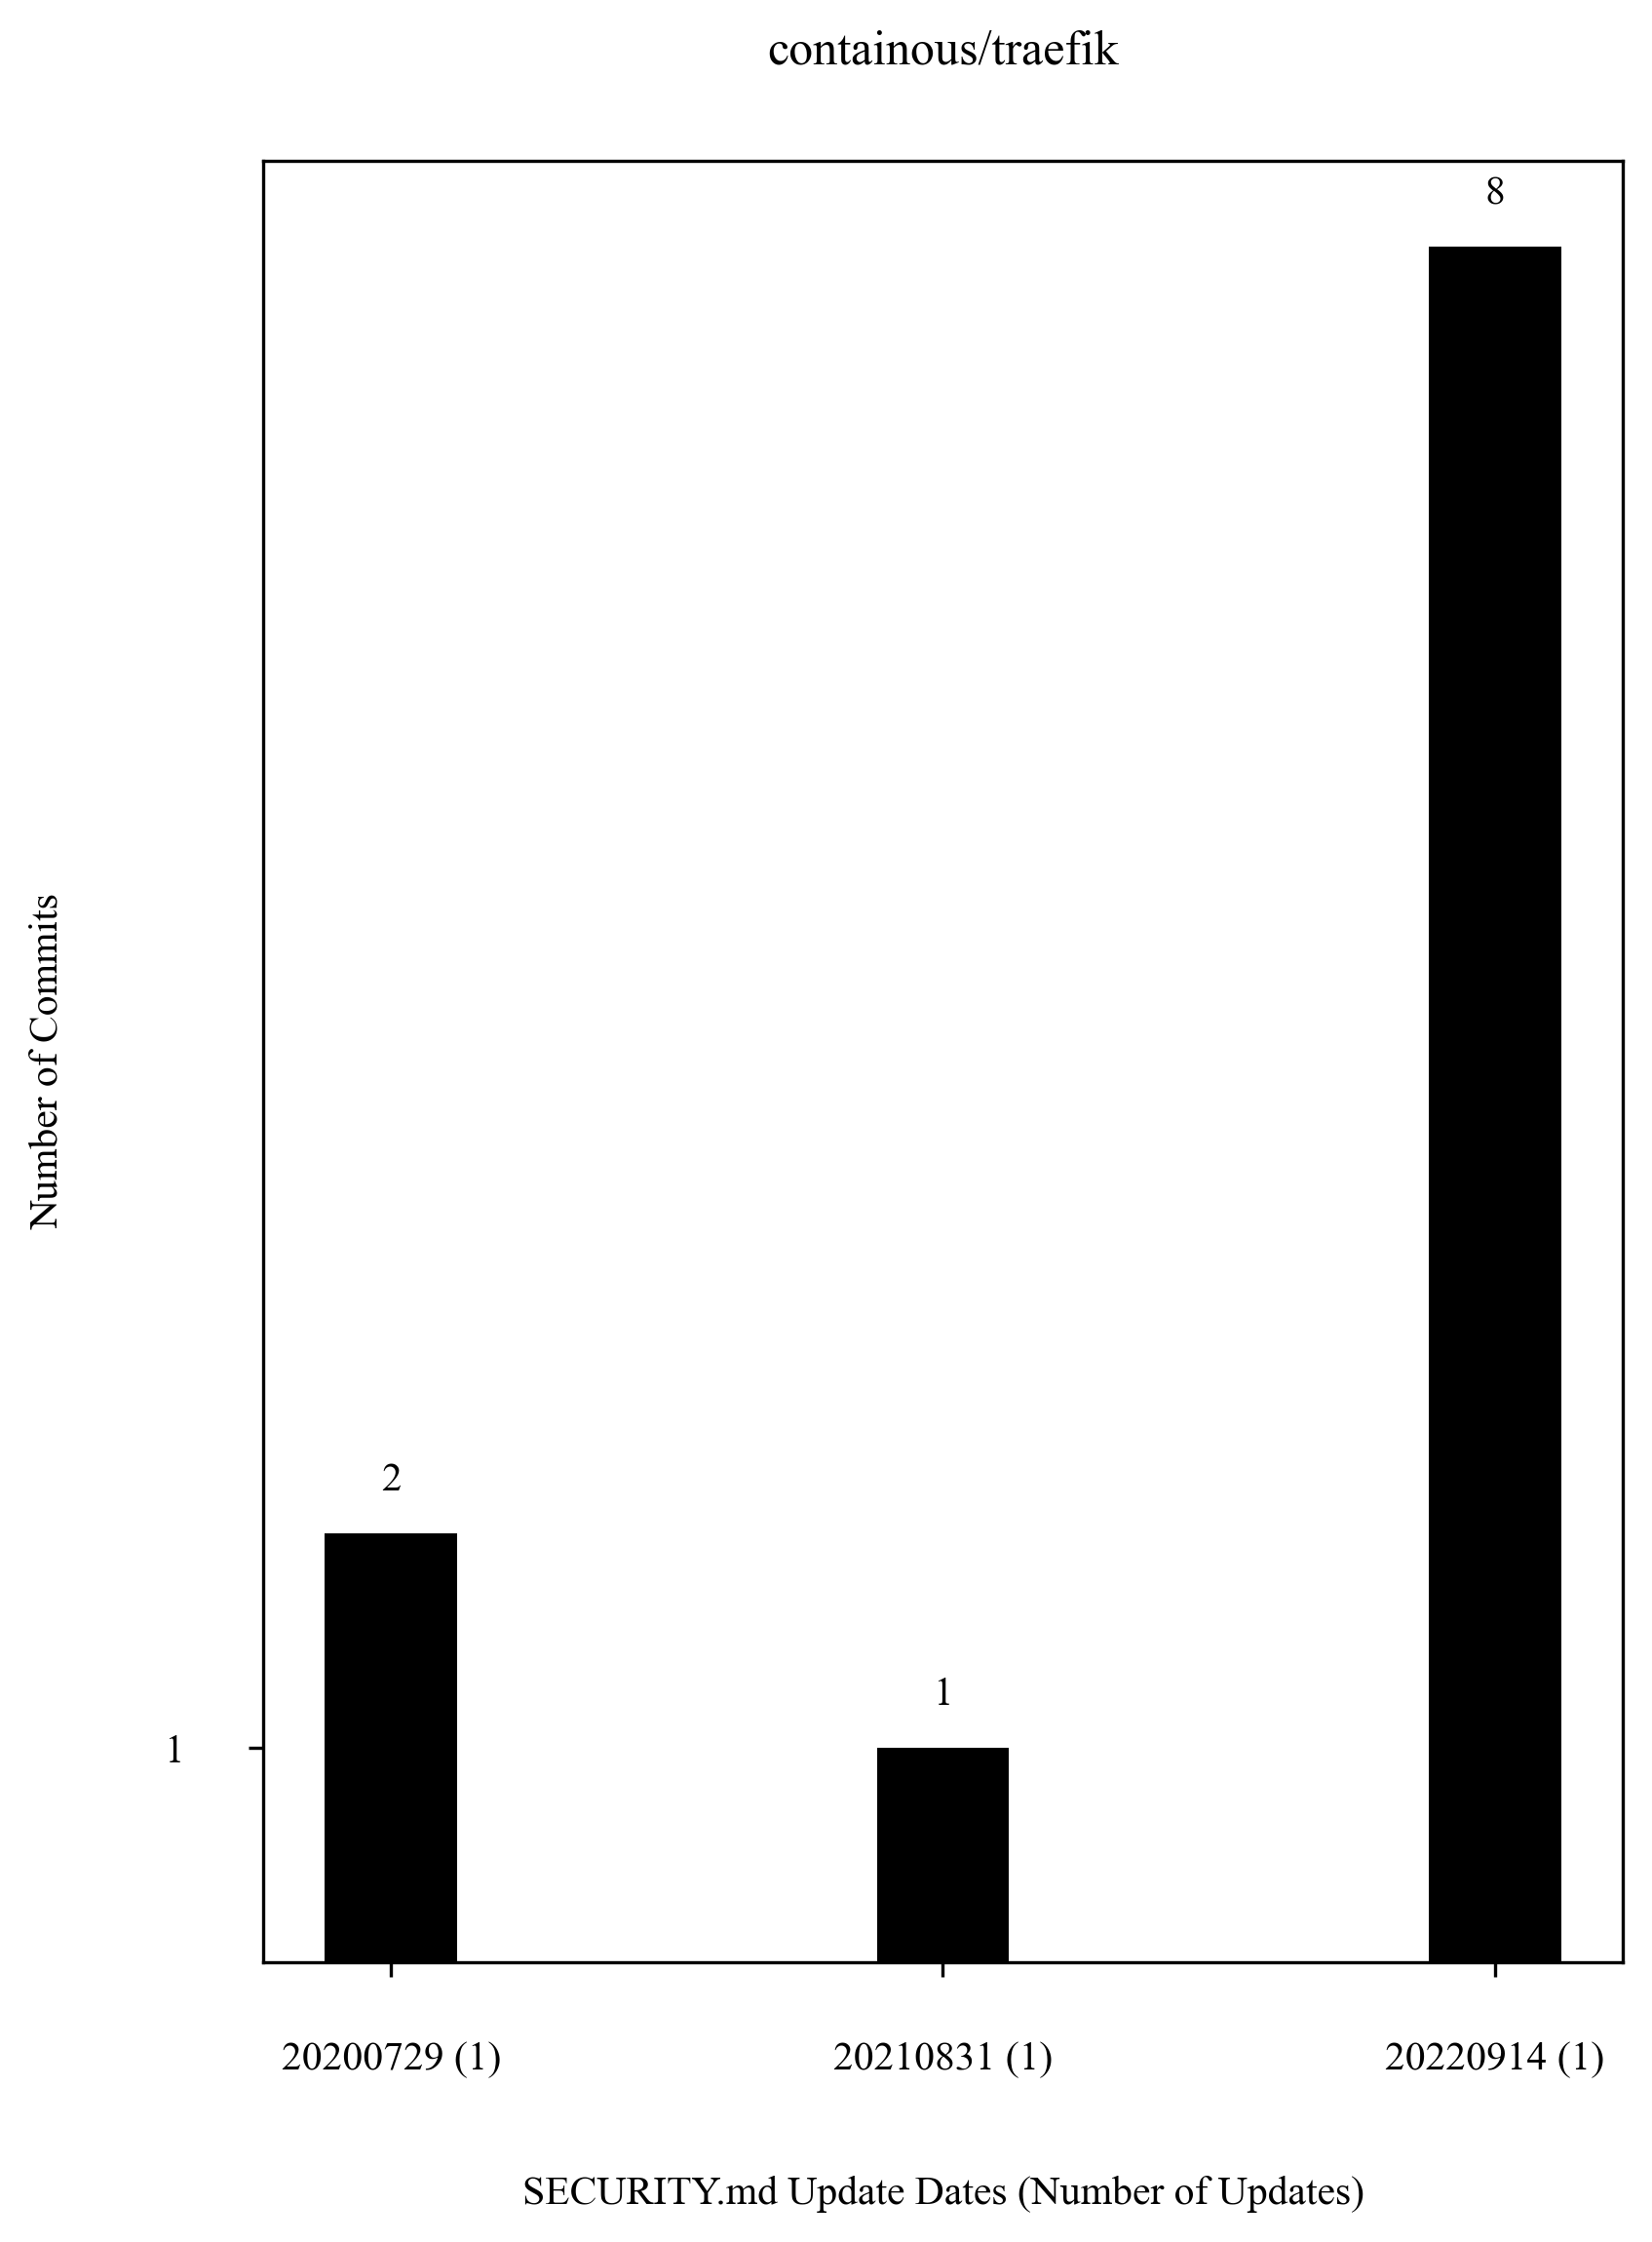 containous/traefik
8
Number of Commits
2
1
1
20200729 (1) 20210831 (1) 20220914 (1)
SECURITY.md Update Dates (Number of Updates)